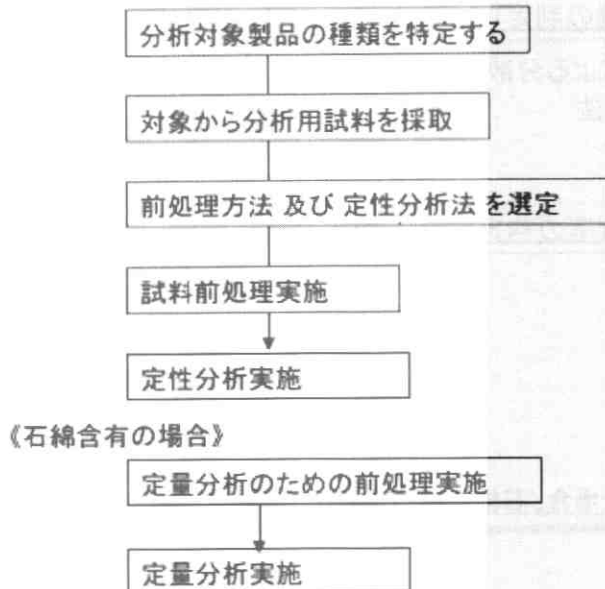 分析対象製品の種類を特定する
対象から分析用試料を採取
前処理方法 及び 定性分析法 を選定
試料前処理実施
定性分析実施
《石綿含有の場合》
定量分析のための前処理実施
定量分析実施